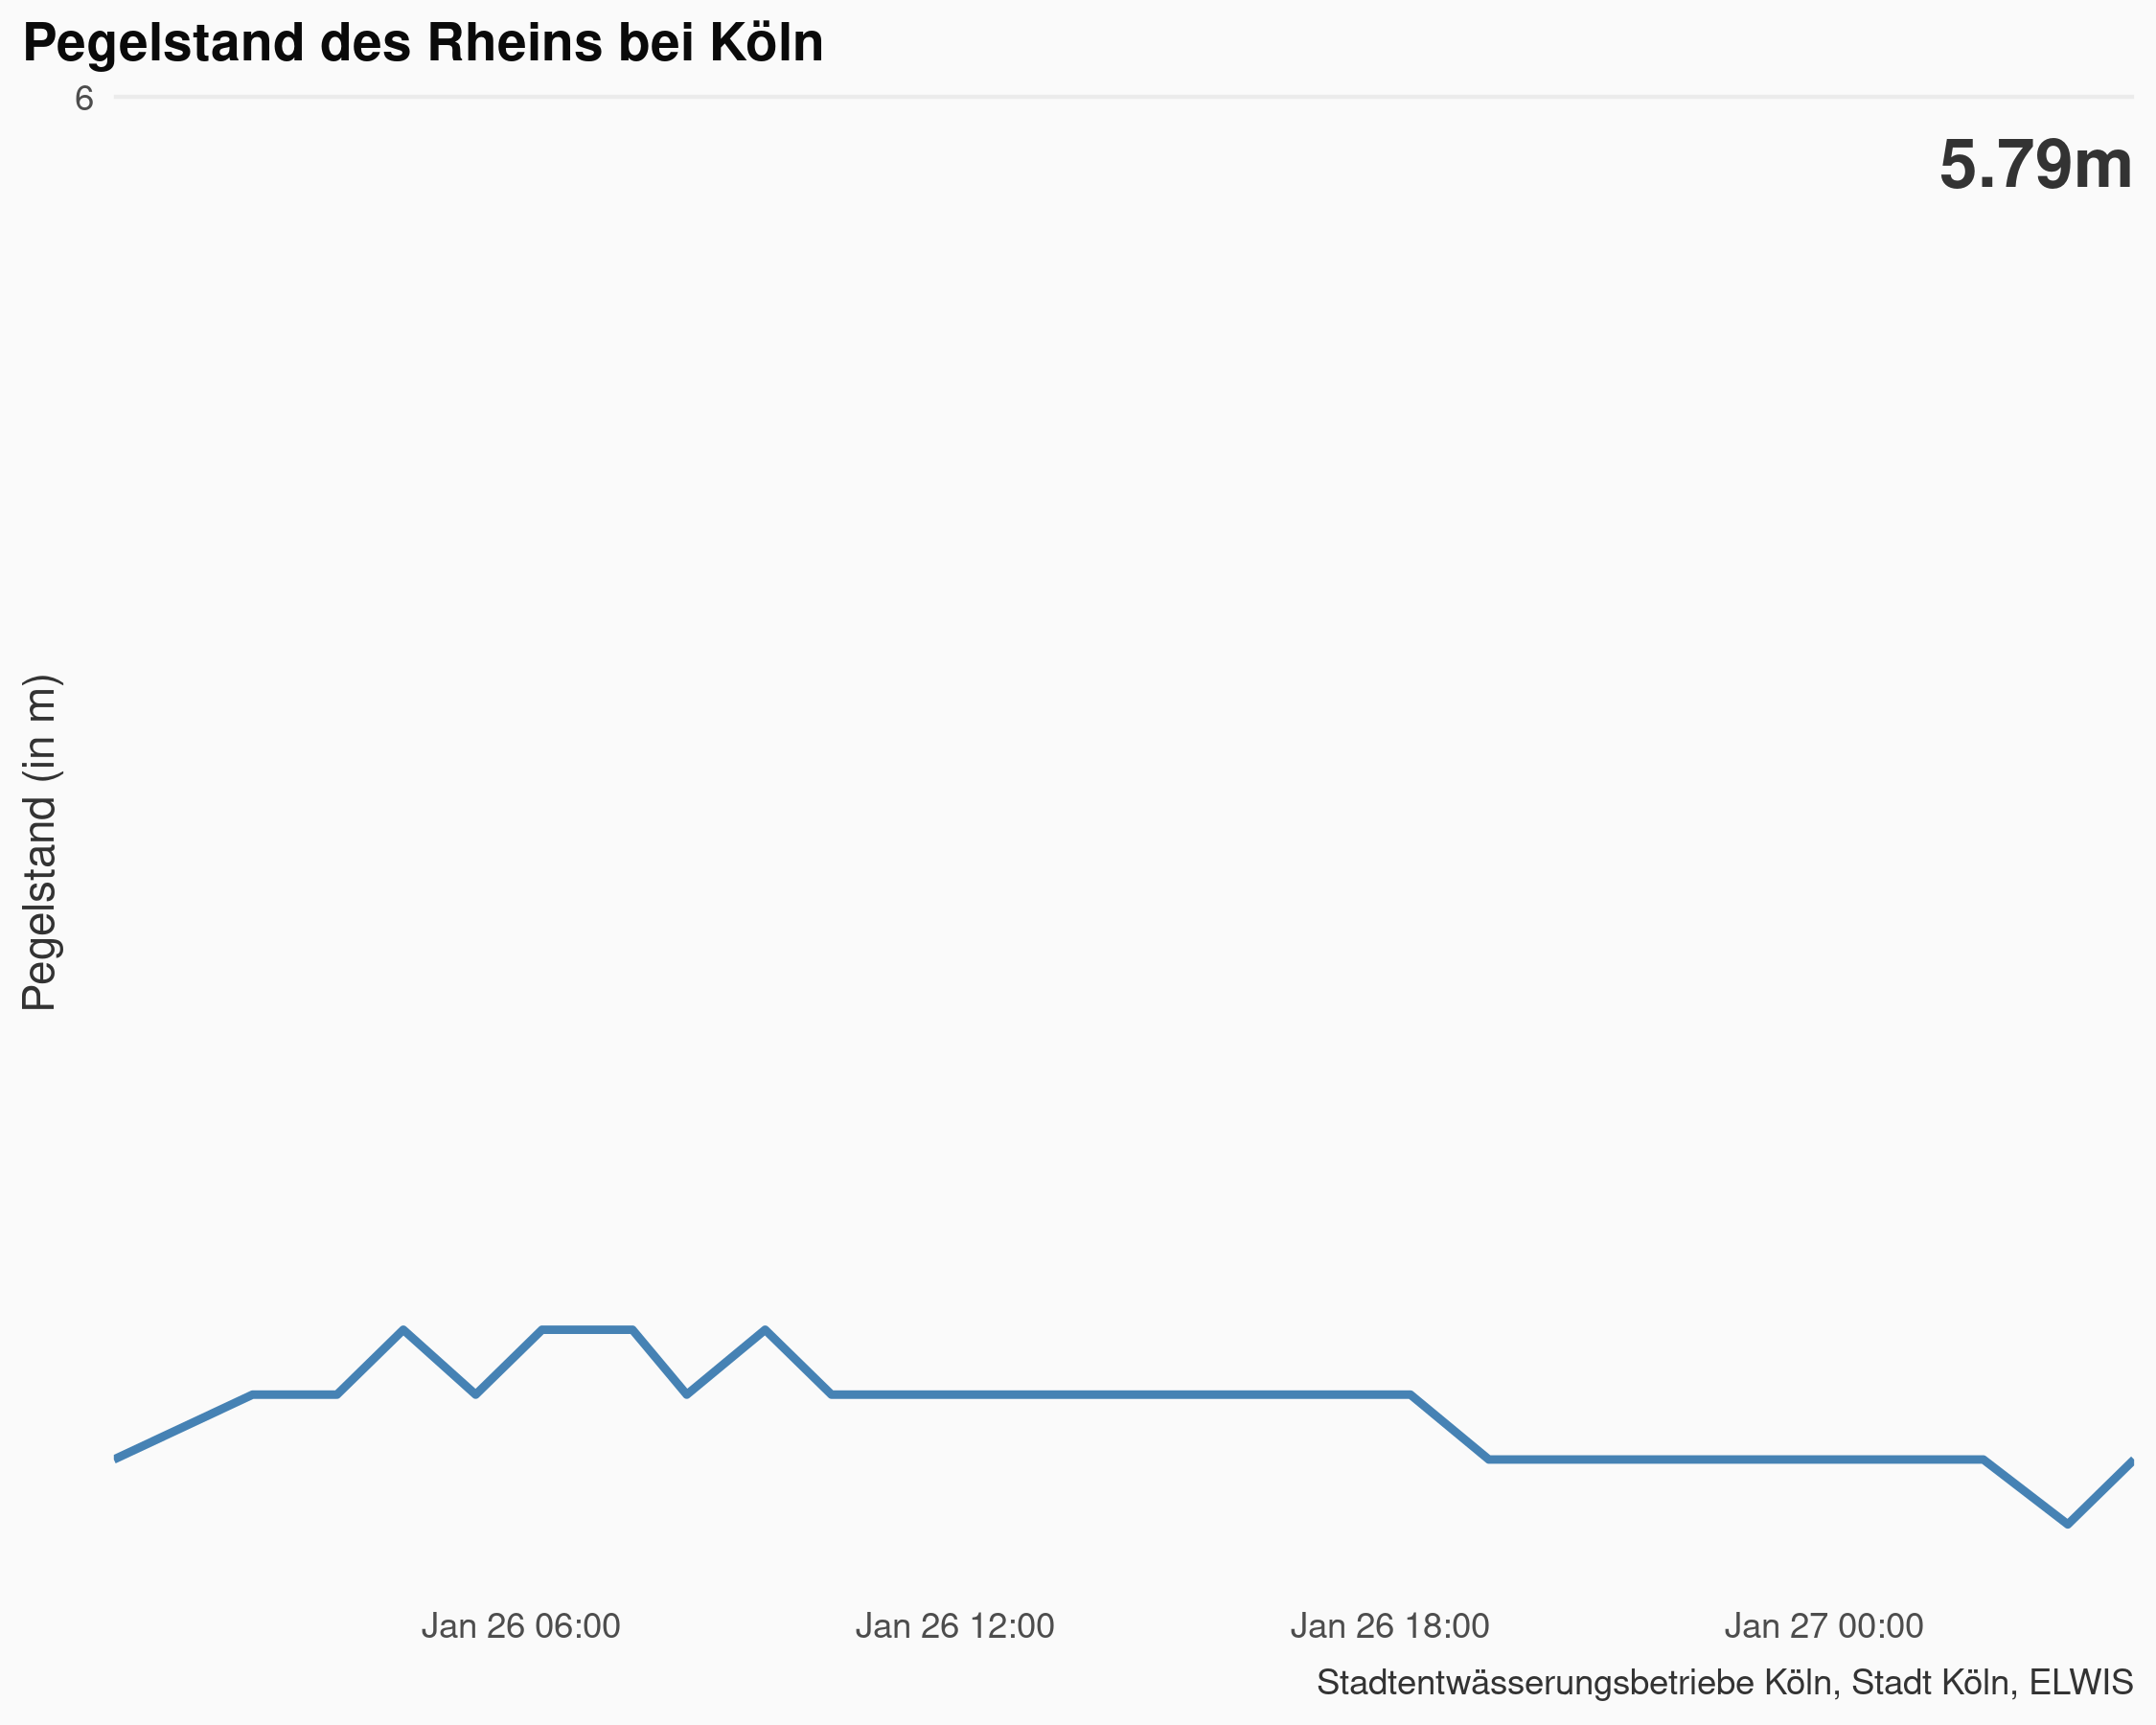 Pegelstand des Rheins bei Köln
6
5.79m
Pegelstand (in m)
Jan 26 06:00
Jan 26 12:00
Jan 26 18:00
Jan 27 00:00
Stadtentwässerungsbetriebe Köln, Stadt Köln, ELWIS